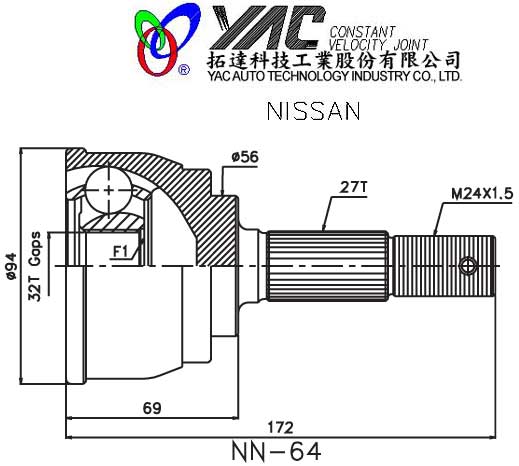 YAC CONSTANT
VELOCITY JOINT
®
拓達科技工業股份有限公司
YAC AUTO TECHNOLOGY INDUSTRY CO., LTD.
NISSAN
ø56
27T
M24X1.5
F1
ø94
32T Gaps
69
172
NN-64